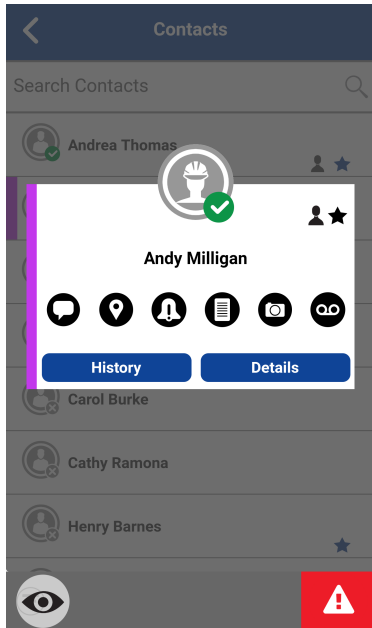 Contacts
Search Contacts
Andrea Thomas
Andy Milligan
History
Details
Carol Burke
Cathy Ramona
Henry Barnes